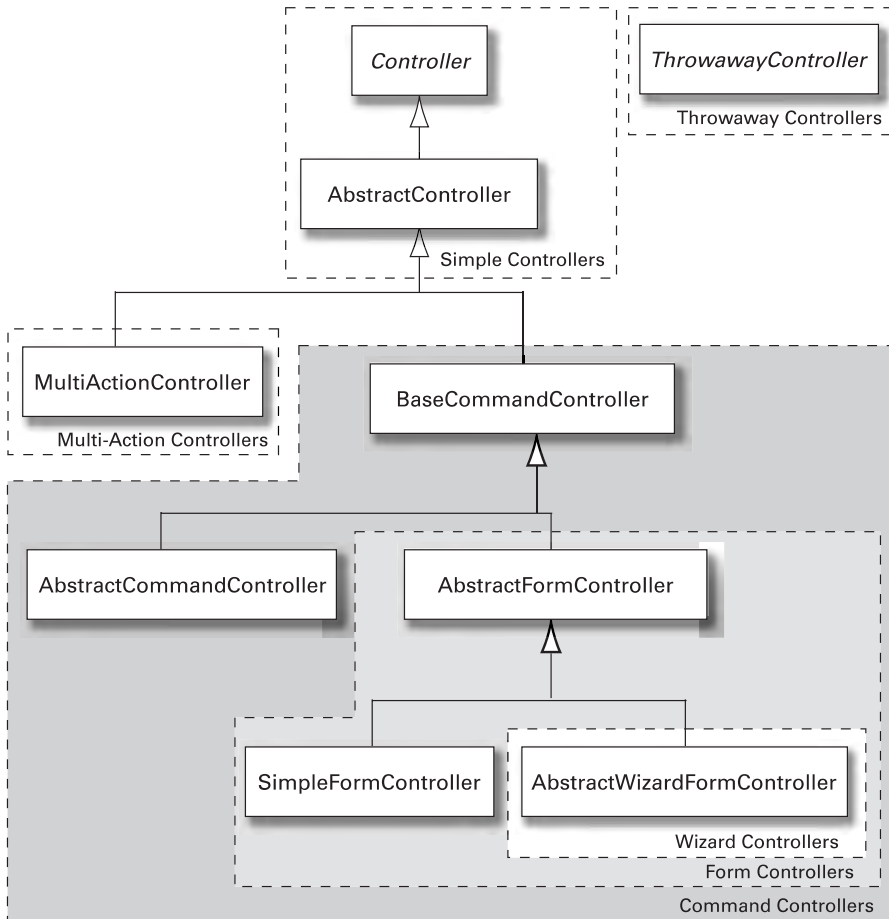 Controller
ThrowawayController
Throwaway Controllers
AbstractController
Simple Controllers
MultiActionController
Multi-Action Controllers
BaseCommandController
AbstractCommandController
AbstractFormController
SimpleFormController
AbstractWizardFormController
Wizard Controllers
Form Controllers
Command Controllers